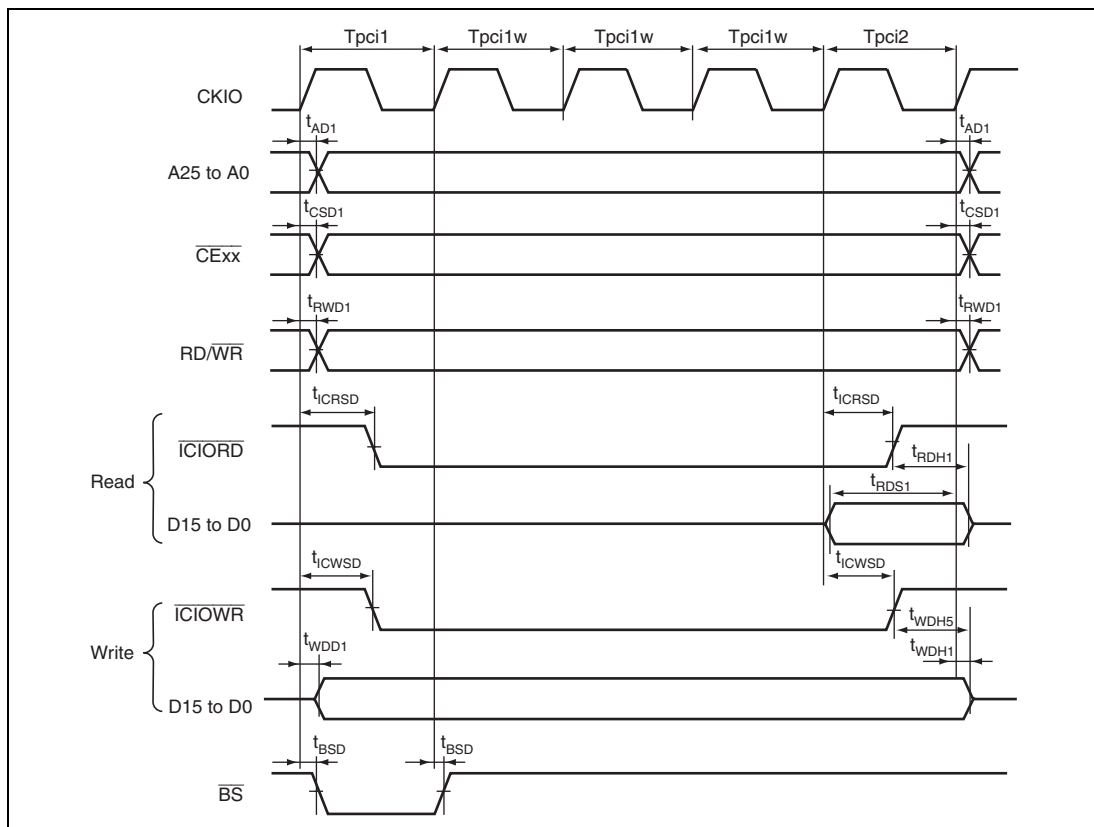 Tpci1 Tpci1w Tpci1w Tpci1w Tpci2
CKIO
tAD1 tAD1
A25 to A0
tCSD1 tCSD1
CExx
tRWD1 tRWD1
RD/WR
tICRSD tICRSD
Read
ICIORD
tRDH1
tRDS1
D15 to D0
tICWSD tICWSD
Write
ICIOWR
tWDH5
tWDD1 tWDH1
D15 to D0
tBSD tBSD
BS